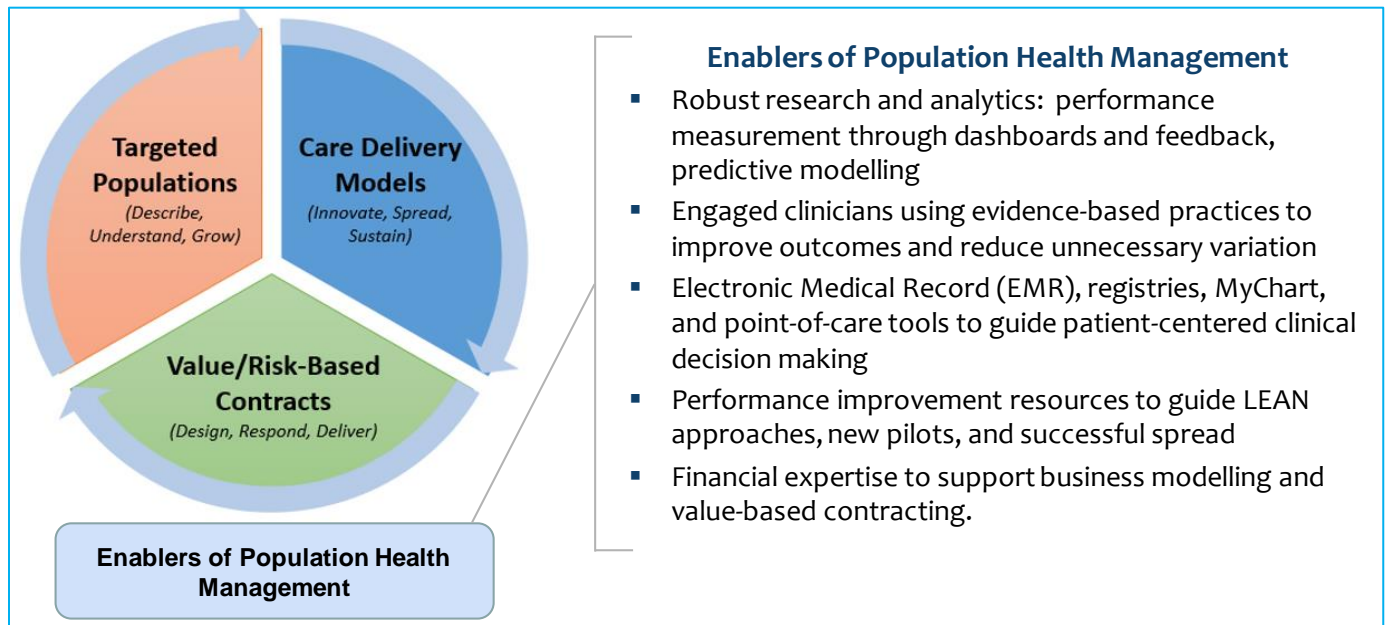 Targeted
Populations
(Describe,
Understand, Grow)
Care Delivery
Models
(Innovate, Spread,
Sustain)
Value/Risk-Based
Contracts
(Design, Respond, Deliver)
Enablers of Population Health
Management
Enablers of Population Health Management
▪ Robust research and analytics: performance
measurement through dashboards and feedback,
predictive modelling
▪ Engaged clinicians using evidence-based practices to
improve outcomes and reduce unnecessary variation
▪ Electronic Medical Record (EMR), registries, MyChart,
and point-of-care tools to guide patient-centered clinical
decision making
▪ Performance improvement resources to guide LEAN
approaches, new pilots, and successful spread
▪ Financial expertise to support business modelling and
value-based contracting.